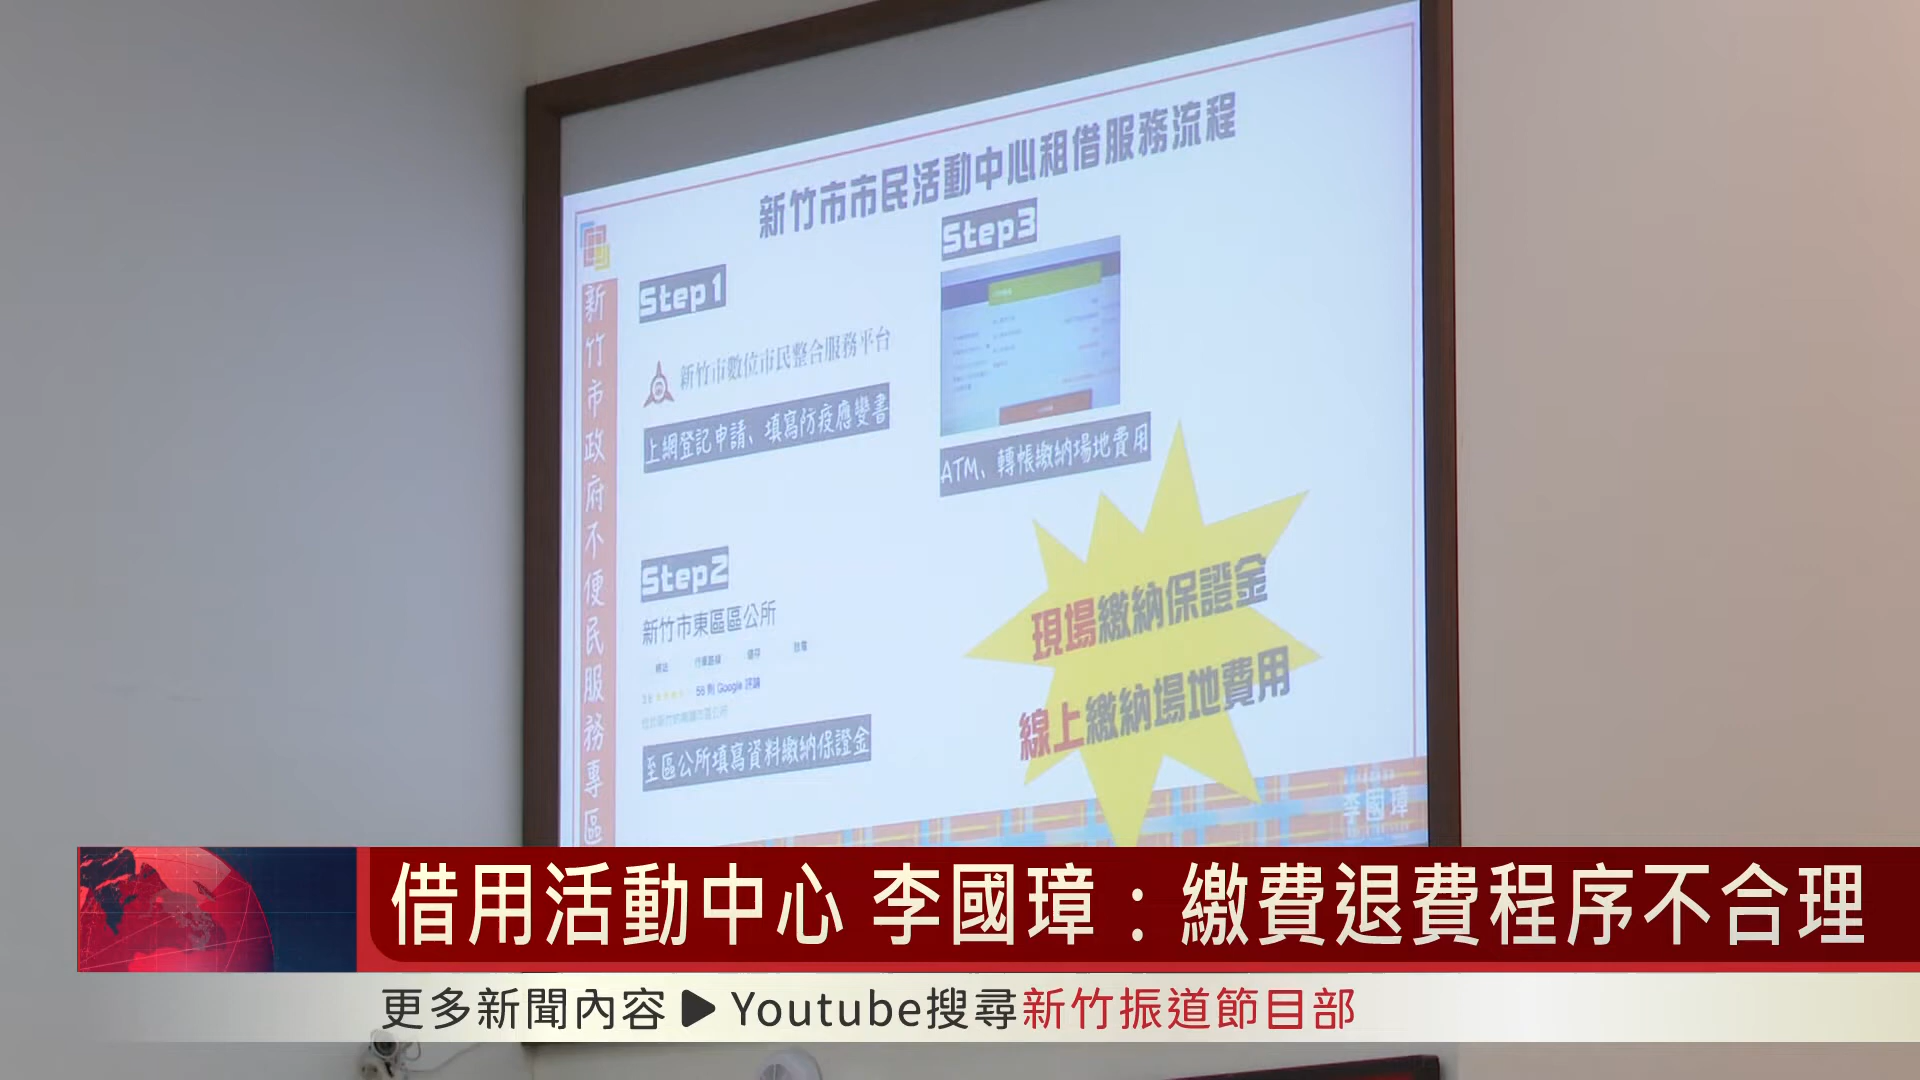 新竹市市民活動中心租借服務流程
新竹市政府不便民服務專區
Step1
新竹市數位市民整合服務平台
上網登記申請、填寫防疫應變書
Step2
新竹市東區區公所
56 則 Google 評論
至區公所填寫資料繳納保證金
Step3
ATM、轉帳繳納場地費用
現場繳納保證金
線上繳納場地費用
李國璋
借用活動中心 李國璋：繳費退費程序不合理
更多新聞內容▶Youtube搜尋新竹振道節目部